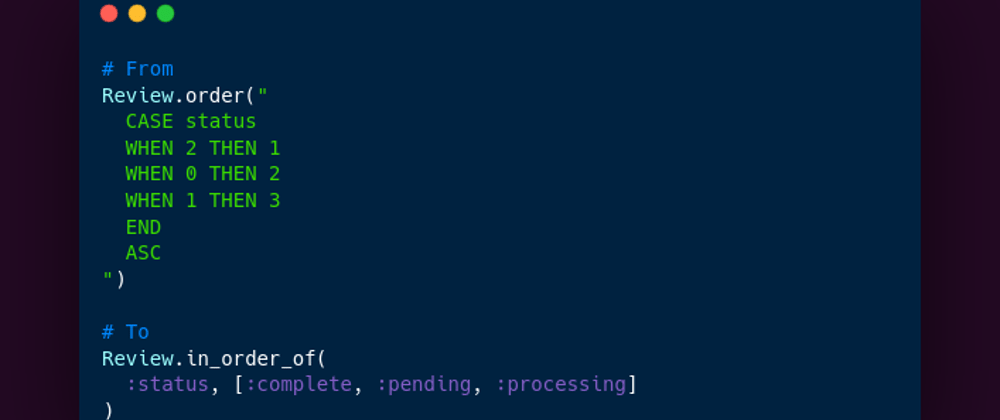 # From
Review.order("
  CASE status
  WHEN 2 THEN 1
  WHEN 0 THEN 2
  WHEN 1 THEN 3
  END
  ASC
")
# To
Review.in_order_of(
  :status, [:complete, :pending, :processing]
)